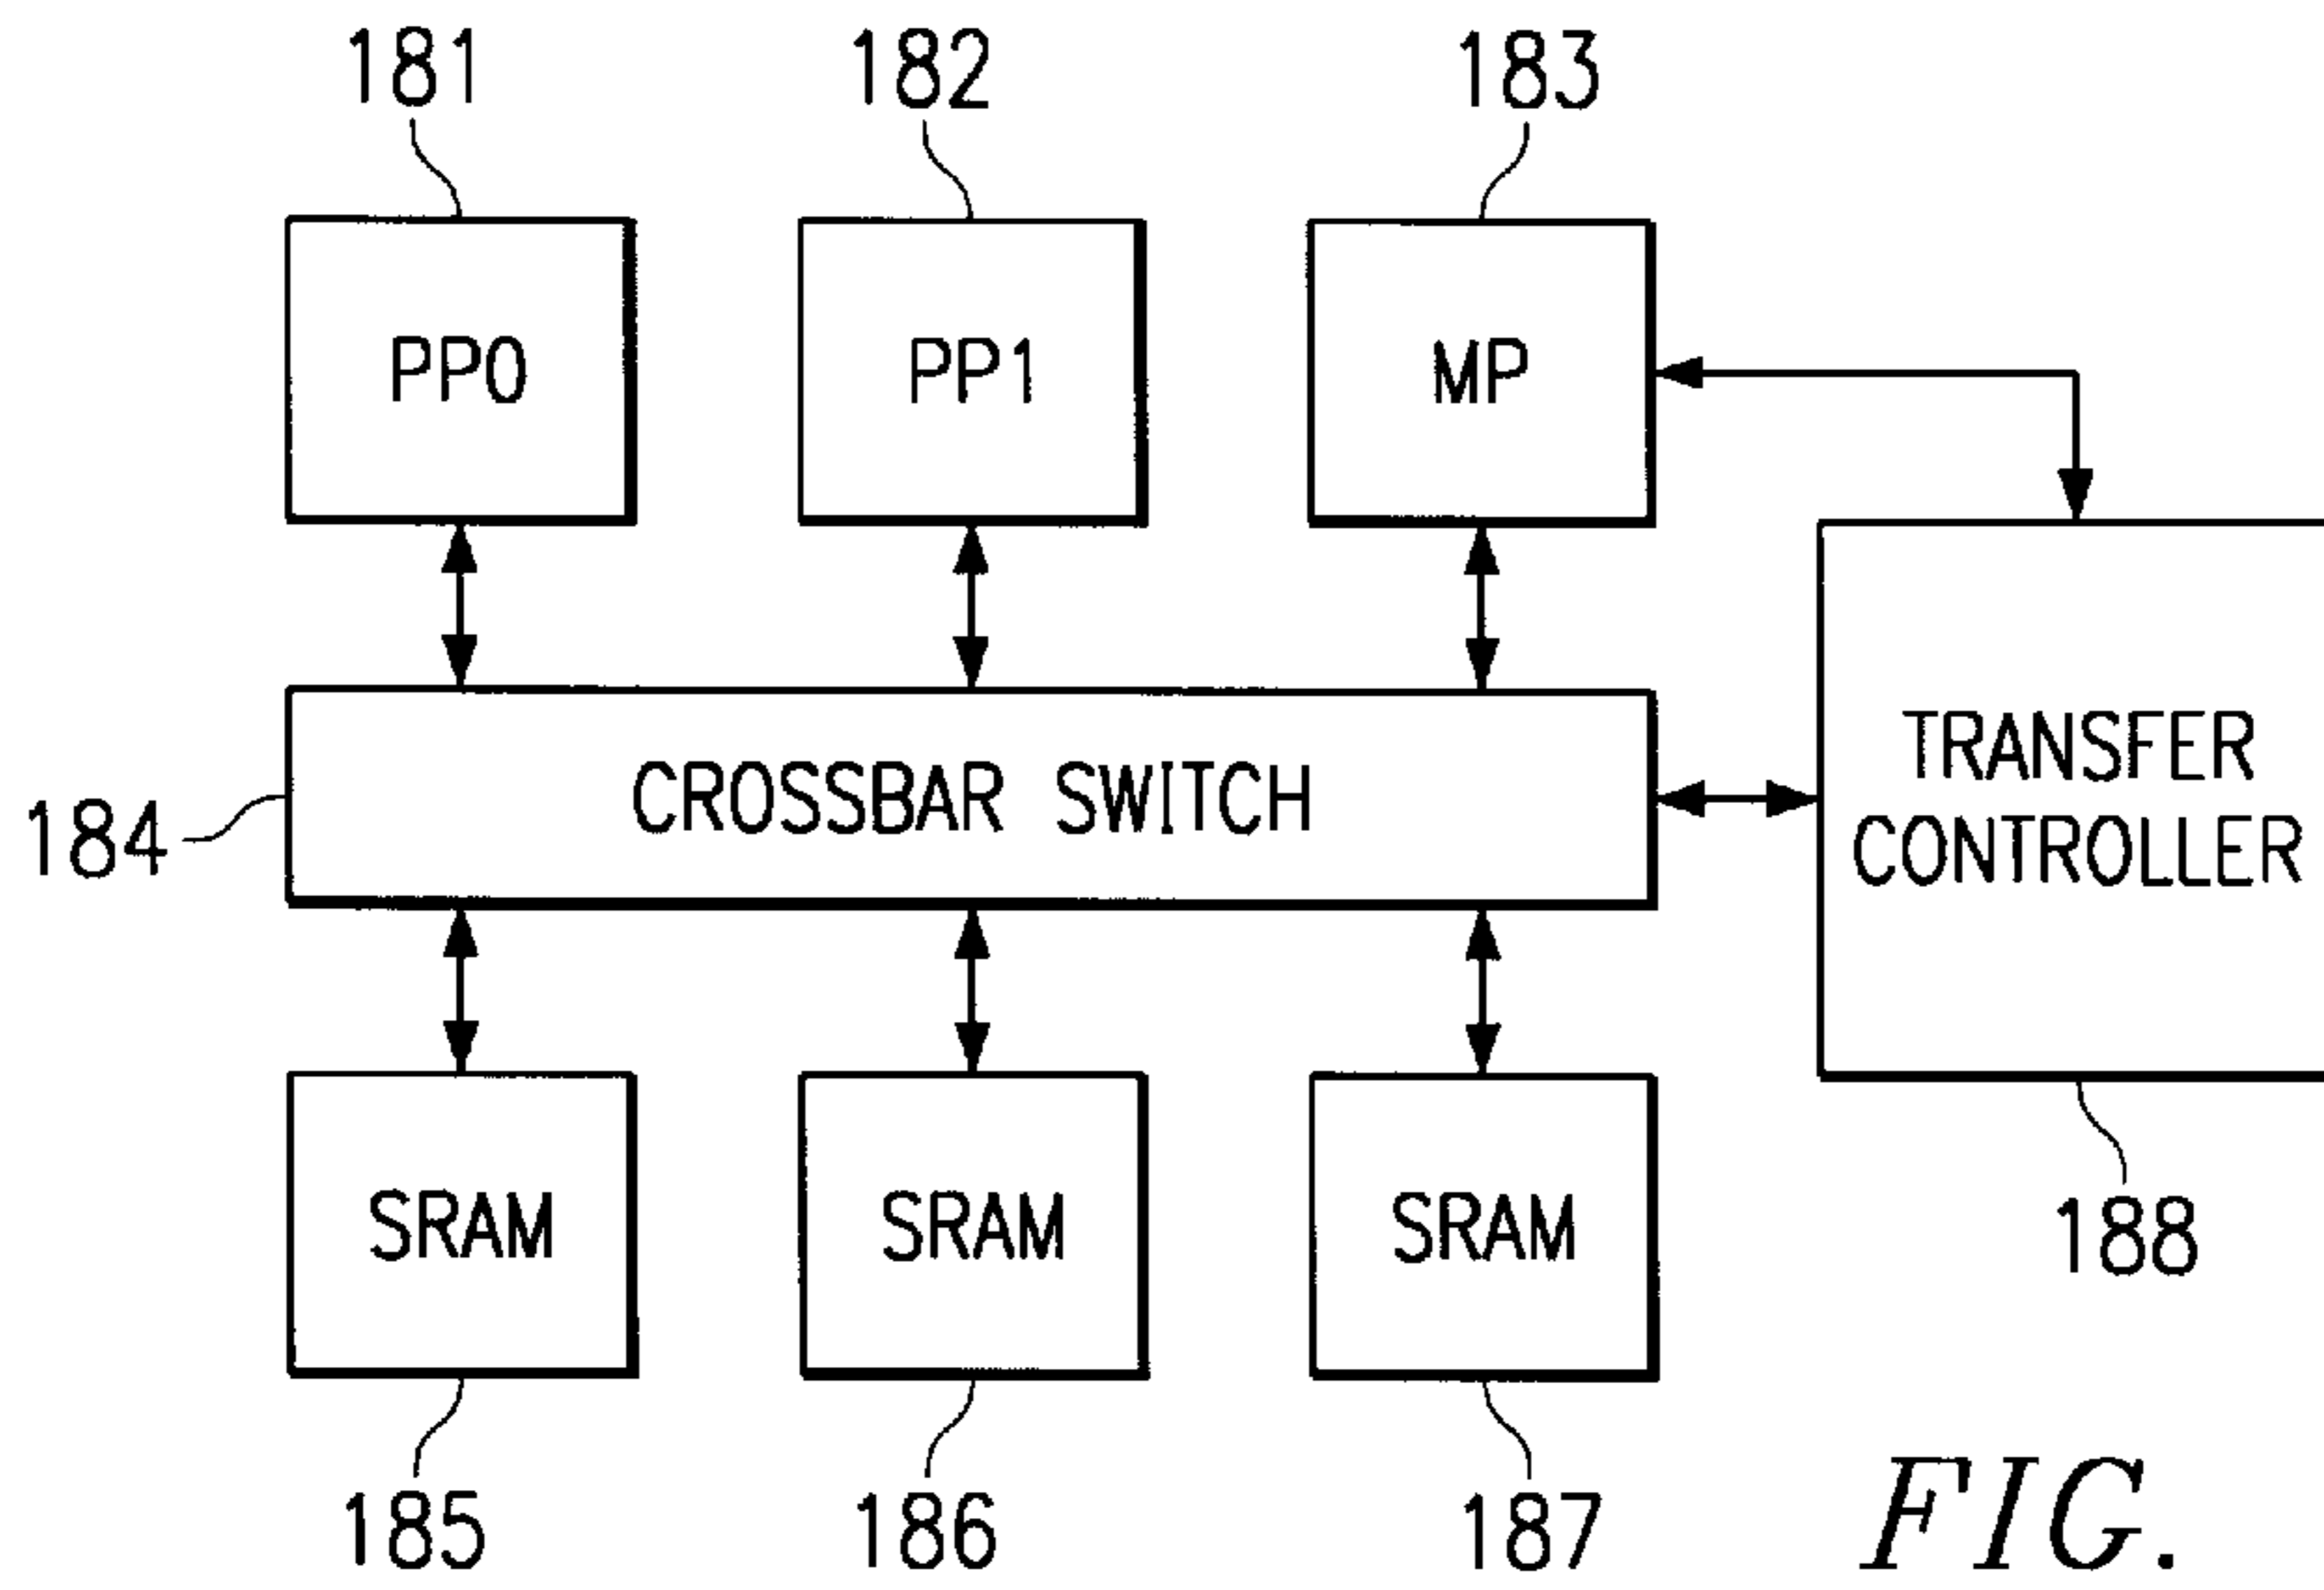 181
182
183
PP0
PP1
MP
TRANSFER
CONTROLLER
CROSSBAR SWITCH
184
SRAM
SRAM
SRAM
188
185
186
187
FIG.